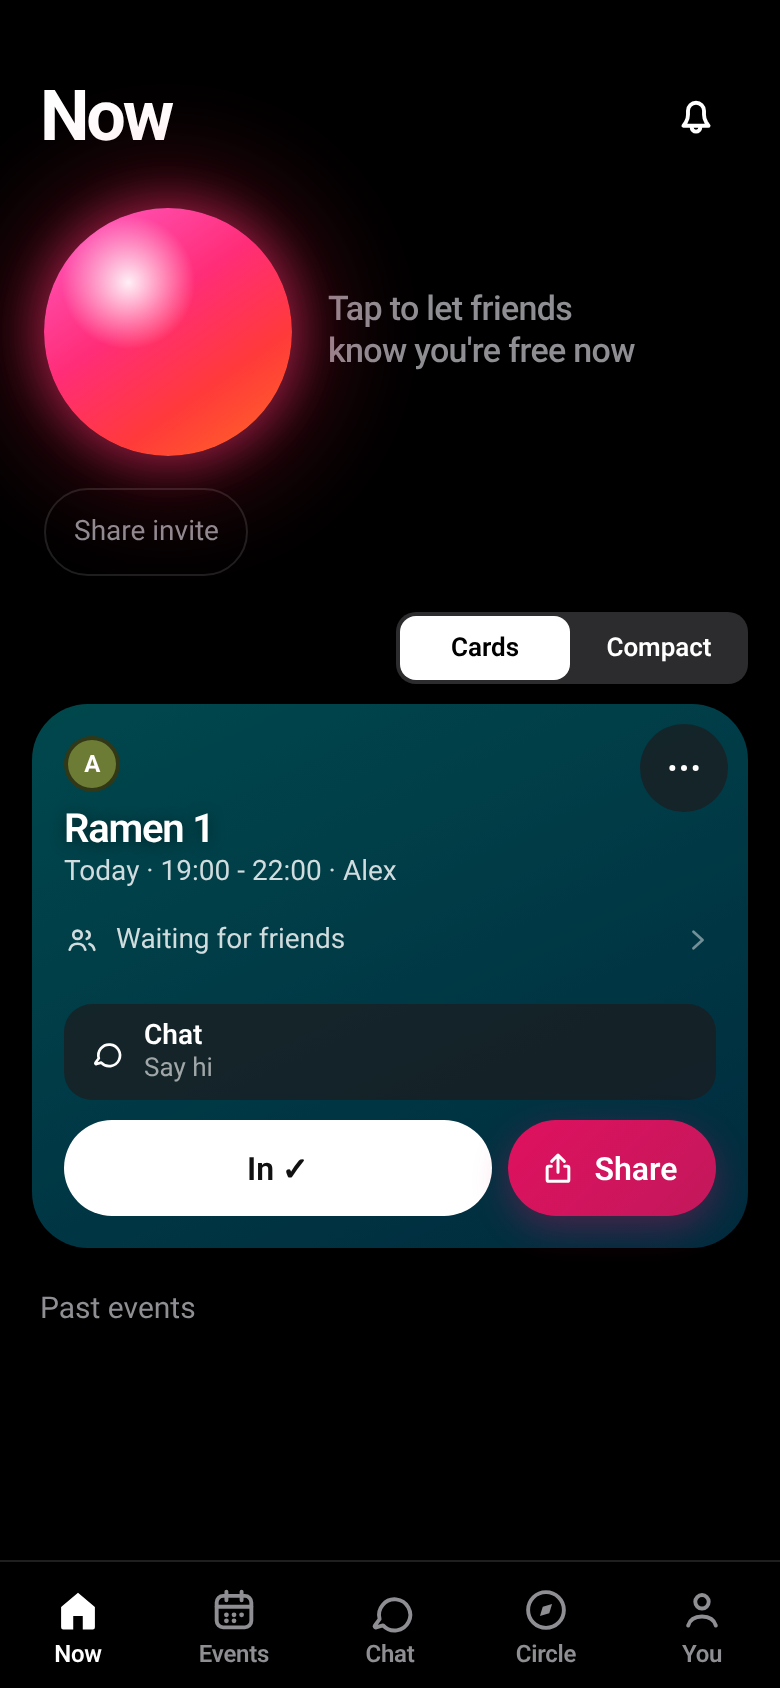 Now
Tap to let friends
know you're free now
Share invite
Cards
Compact
A
Ramen 1
Today · 19:00 - 22:00 · Alex
Waiting for friends
Chat
Say hi
In ✓
Share
Past events
Now
Events
Chat
Circle
You